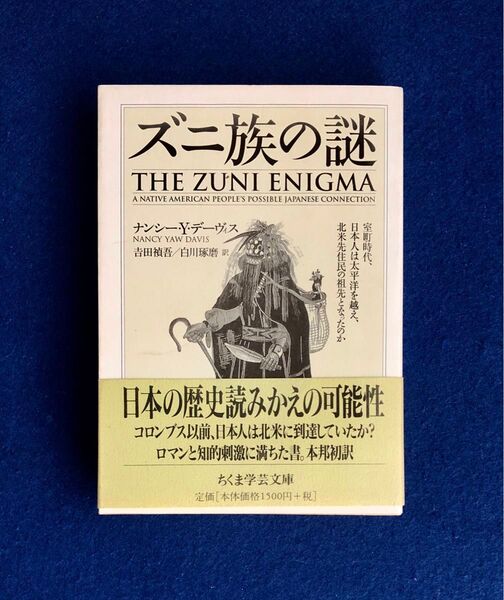 ズニ族の謎
THE ZUNI ENIGMA
A NATIVE AMERICAN PEOPLE'S POSSIBLE JAPANESE CONNECTION
ナンシー・Y・デーヴィス
NANCY YAW DAVIS
吉田禎吾/白川琢磨 訳
室町時代、
日本人は太平洋を越え、
北米先住民の祖先となったのか
日本の歴史読みかえの可能性
コロンブス以前、日本人は北米に到達していたか?
ロマンと知的刺激に満ちた書。本邦初訳
ちくま学芸文庫
定価[本体価格1500円+税]